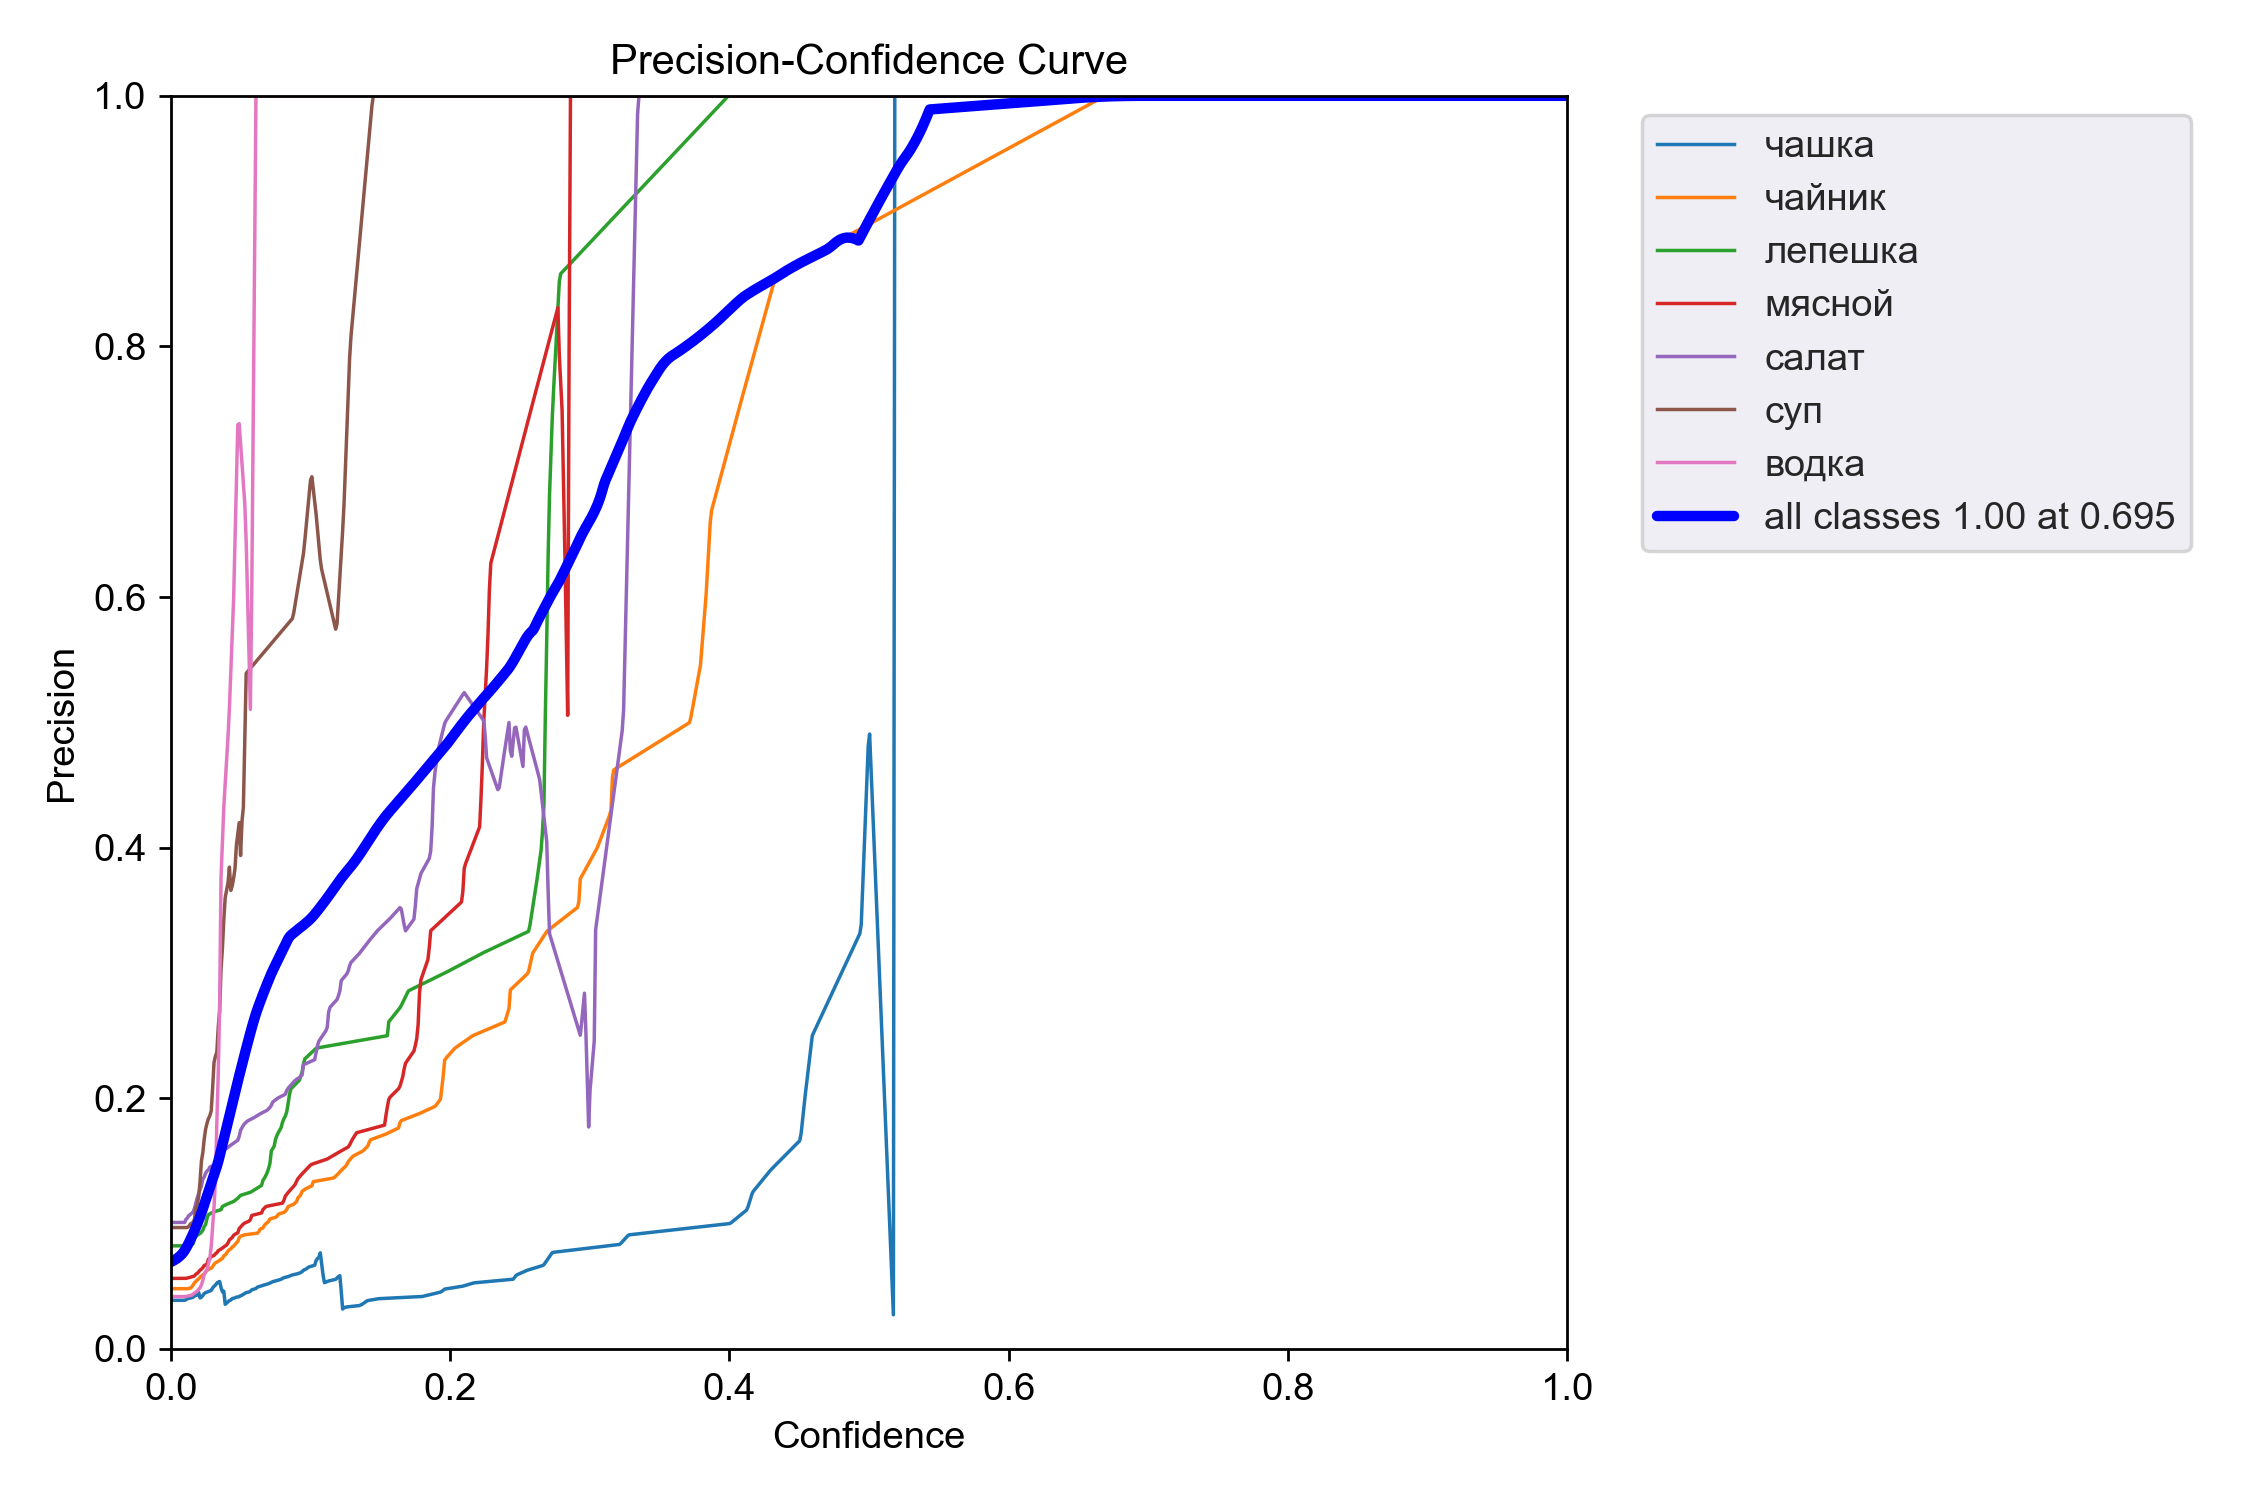 Precision-Confidence Curve
1.0
0.8
0.6
0.4
0.2
0.0
Precision
0.0 0.2 0.4 0.6 0.8 1.0
Confidence
чашка
чайник
лепешка
мясной
салат
суп
водка
all classes 1.00 at 0.695